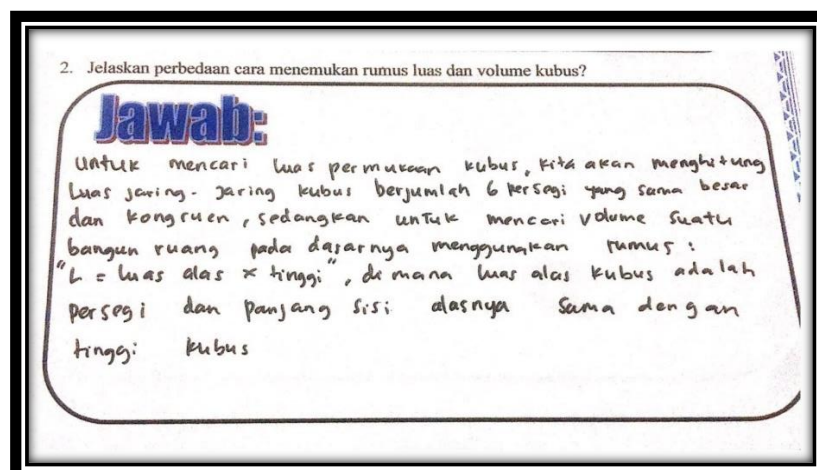 2. Jelaskan perbedaan cara menemukan rumus luas dan volume kubus?
Jawab:
untuk mencari luas permukaan kubus, kita akan menghitung
luas jaring-jaring kubus berjumlah 6 persegi yang sama besar
dan kongruen, sedangkan untuk mencari volume suatu
bangun ruang pada dasarnya menggunakan rumus :
"L = luas alas x tinggi", di mana luas alas kubus adalah
persegi dan panjang sisi alasnya sama dengan
tinggi kubus